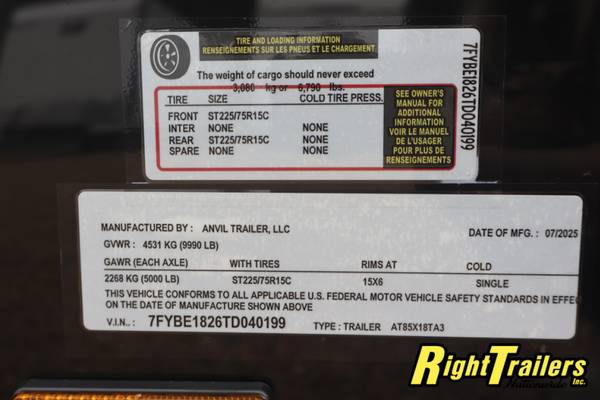 TIRE AND LOADING INFORMATION
RENSEIGNEMENTS SUR LES PNEUS ET LE CHARGEMENT.
The weight of cargo should never exceed
3,080 kg or 6,790 lbs.
TIRE SIZE COLD TIRE PRESS.
FRONT ST225/75R15C
INTER NONE NONE
REAR ST225/75R15C
SPARE NONE NONE
SEE OWNER'S
MANUAL FOR
ADDITIONAL
INFORMATION
VOIR LE MANUEL
DE L'USAGER
POUR PLUS DE
RENSEIGNEMENTS
7FYBE1826TD040199
MANUFACTURED BY : ANVIL TRAILER, LLC DATE OF MFG. : 07/2025
GVWR : 4531 KG (9990 LB)
GAWR (EACH AXLE) WITH TIRES RIMS AT COLD
2268 KG (5000 LB) ST225/75R15C 15X6 SINGLE
THIS VEHICLE CONFORMS TO ALL APPLICABLE U.S. FEDERAL MOTOR VEHICLE SAFETY STANDARDS IN EFFEC
ON THE DATE OF MANUFACTURE SHOWN ABOVE
V.I.N.. : 7FYBE1826TD040199 TYPE : TRAILER AT85X18TA3
RIGHTTRAILERS
Nationwide Inc.